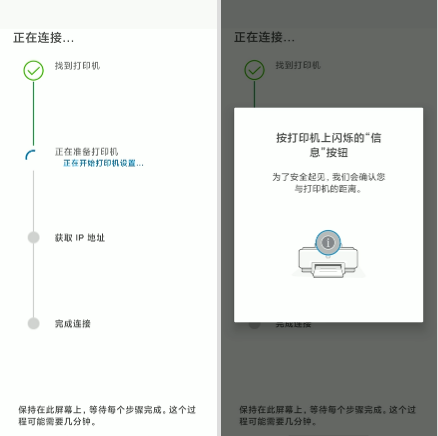 正在连接...
找到打印机
正在准备打印机
正在开始打印机设置...
获取 IP 地址
完成连接
保持在此屏幕上，等待每个步骤完成。这个过
程可能需要几分钟。
正在连接...
找到打印机
按打印机上闪烁的“信
息”按钮
为了安全起见，我们会确认您
与打印机的距离。
完成连接
保持在此屏幕上，等待每个步骤完成。这个过
程可能需要几分钟。